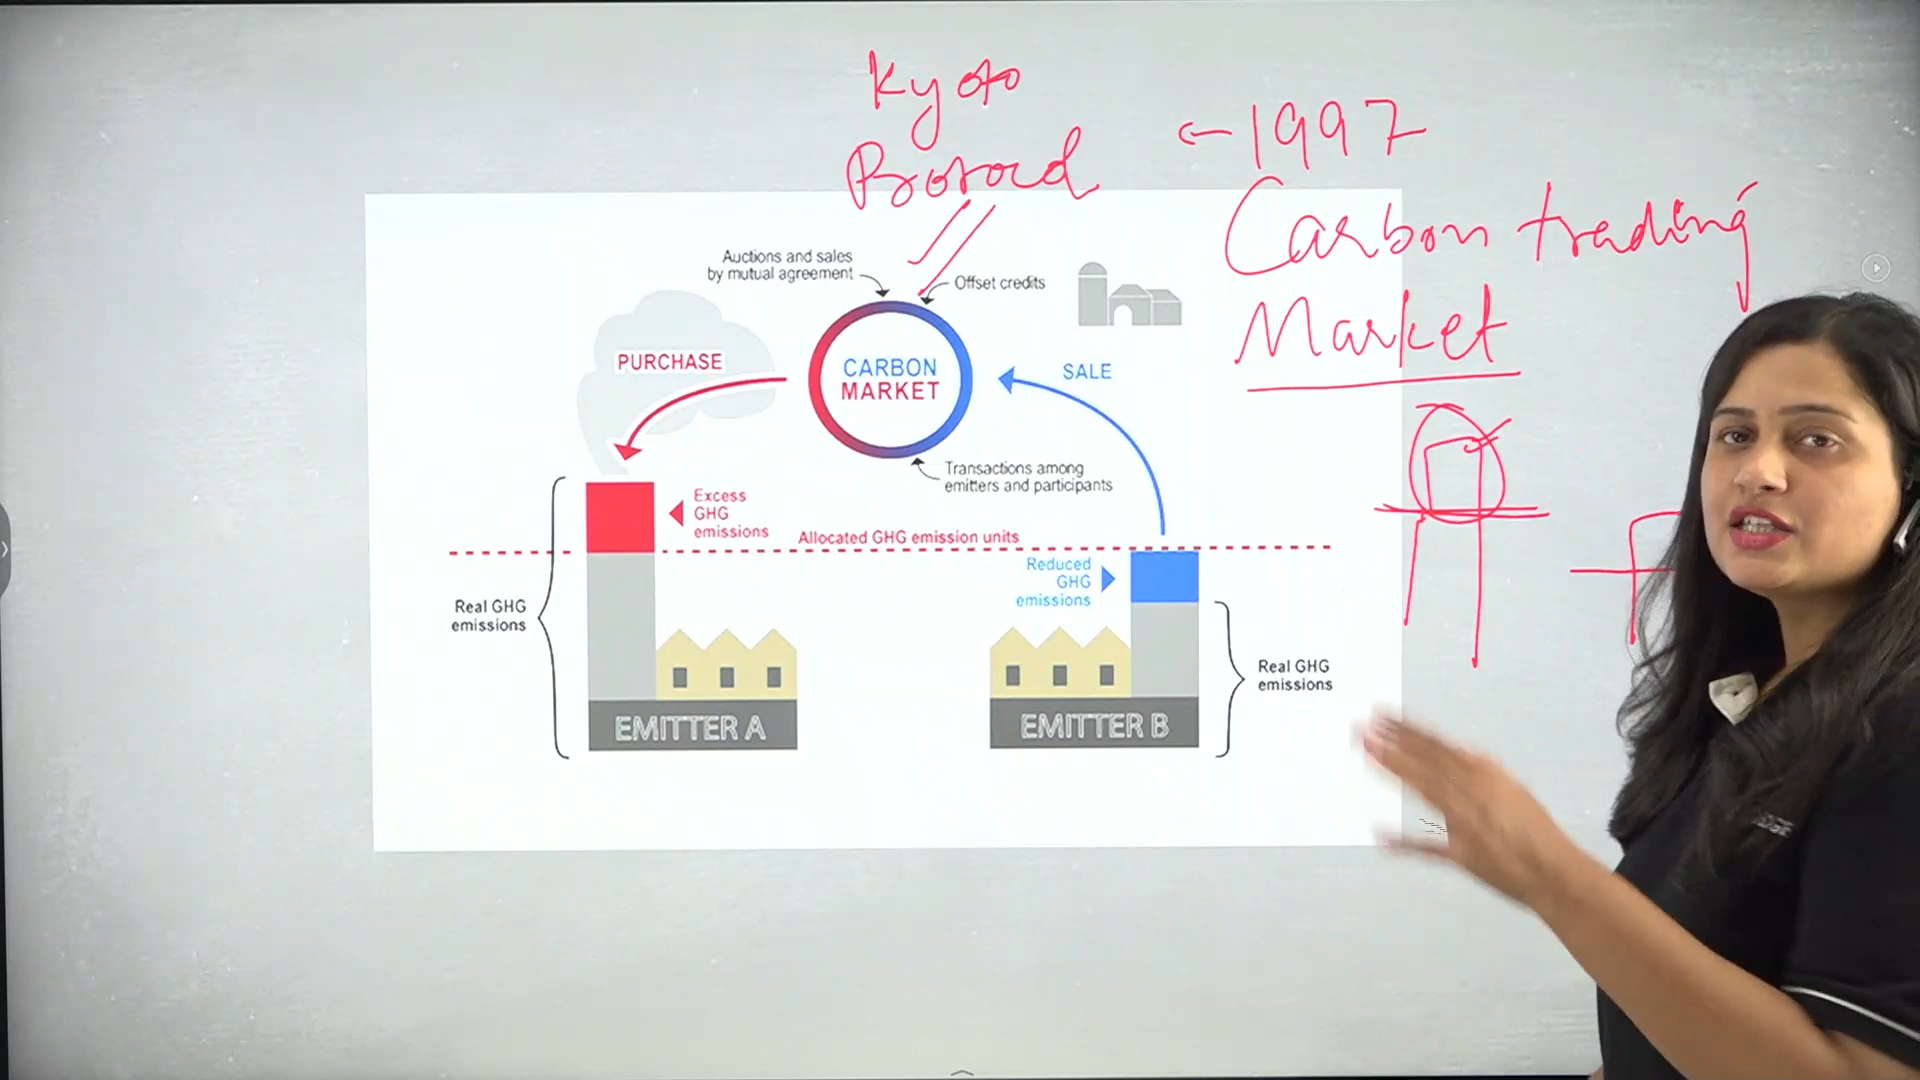 Kyoto
Protocol
←1997
Carbon trading
Market
Auctions and sales
by mutual agreement
Offset credits
PURCHASE
CARBON
MARKET
SALE
Transactions among
emitters and participants
Excess
GHG
emissions
Allocated GHG emission units
Reduced
GHG
emissions
Real GHG
emissions
Real GHG
emissions
EMITTER A
EMITTER B